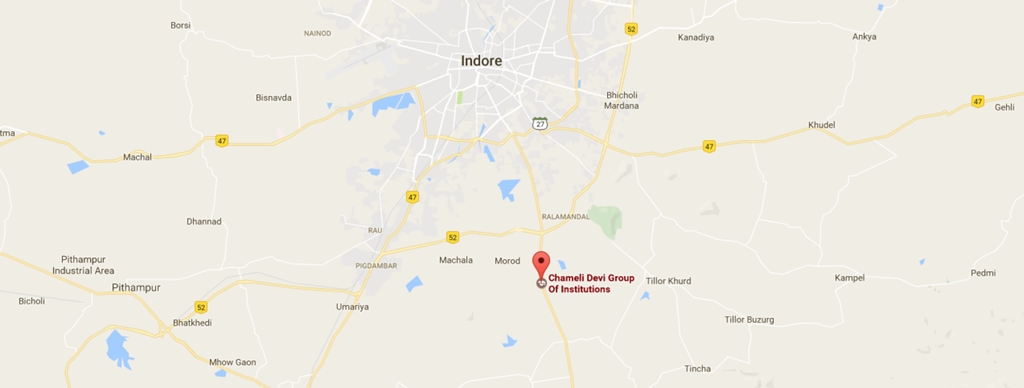 Borsi
NAINOD
52
Kanadiya
Ankya
Indore
Bisnavda
Bhicholi
Mardana
47
Gehli
tma
47
27
Khudel
Machal
47
47
Dhannad
RAU
RALAMANDAL
52
Pithampur
Industrial Area
PIGDAMBAR
Machala
Morod
Chameli Devi Group
Of Institutions
Tillor Khurd
Kampel
Pedmi
Pithampur
Bicholi
52
Umariya
Bhatkhedi
Tillor Buzurg
Mhow Gaon
Tincha